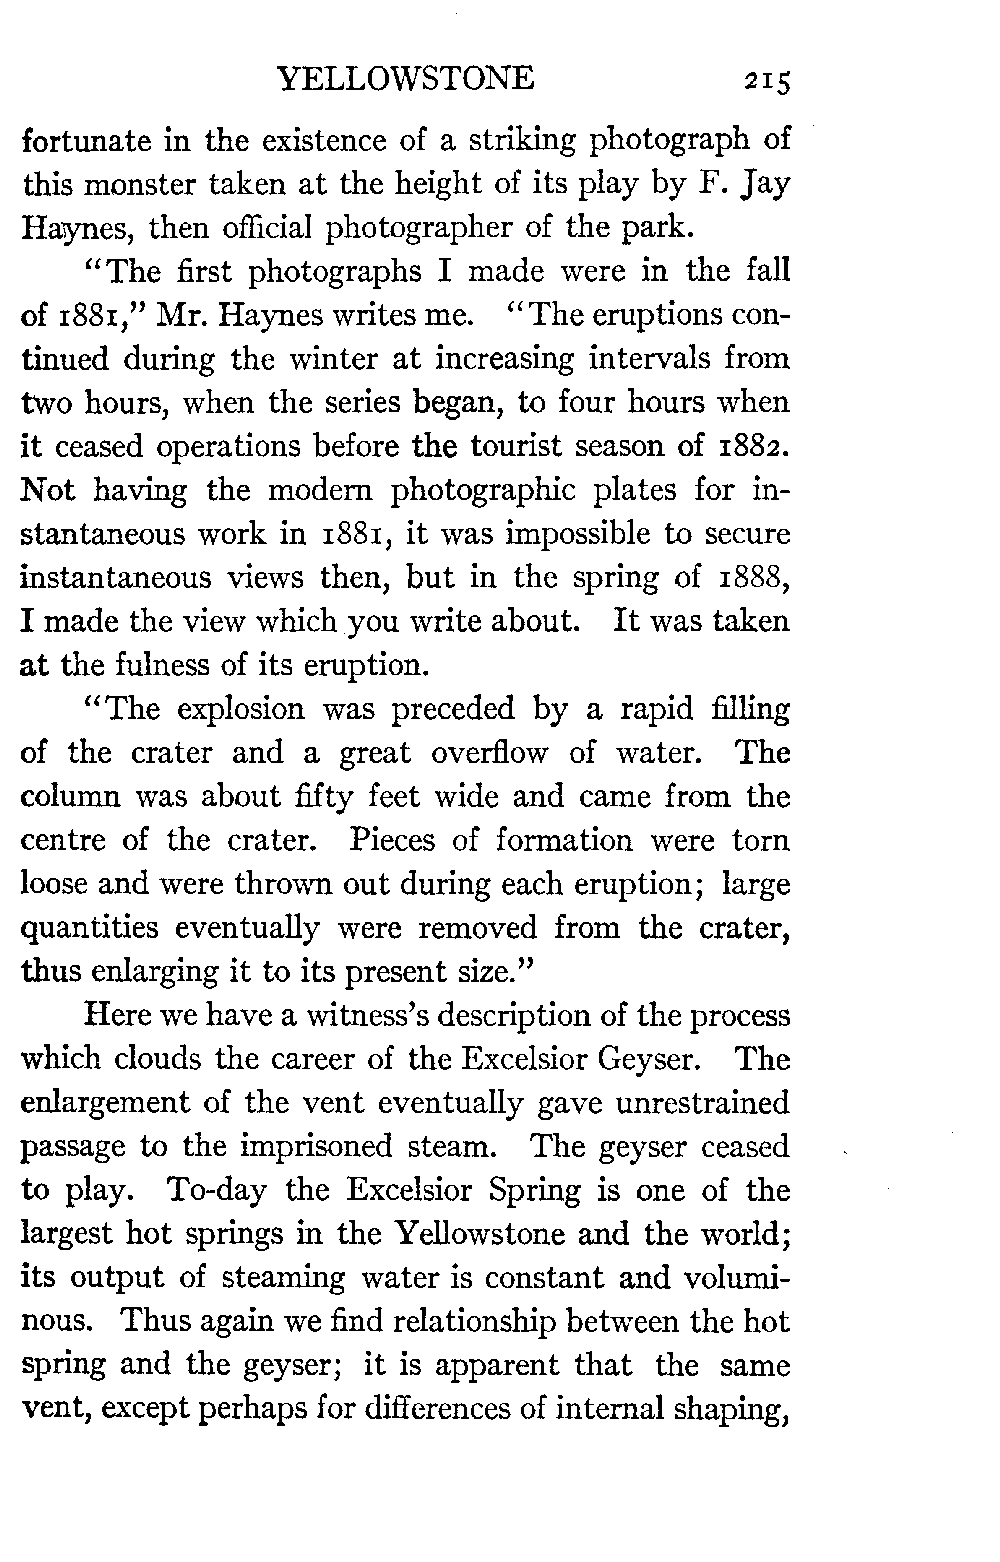 YELLOWSTONE 215
fortunate in the existence of a striking photograph of
this monster taken at the height of its play by F. Jay
Haynes, then official photographer of the park.
"The first photographs I made were in the fall
of 1881," Mr. Haynes writes me. "The eruptions con-
tinued during the winter at increasing intervals from
two hours, when the series began, to four hours when
it ceased operations before the tourist season of 1882.
Not having the modern photographic plates for in-
stantaneous work in 1881, it was impossible to secure
instantaneous views then, but in the spring of 1888,
I made the view which you write about. It was taken
at the fulness of its eruption.
"The explosion was preceded by a rapid filling
of the crater and a great overflow of water. The
column was about fifty feet wide and came from the
centre of the crater. Pieces of formation were torn
loose and were thrown out during each eruption; large
quantities eventually were removed from the crater,
thus enlarging it to its present size."
Here we have a witness's description of the process
which clouds the career of the Excelsior Geyser. The
enlargement of the vent eventually gave unrestrained
passage to the imprisoned steam. The geyser ceased
to play. To-day the Excelsior Spring is one of the
largest hot springs in the Yellowstone and the world;
its output of steaming water is constant and volumi-
nous. Thus again we find relationship between the hot
spring and the geyser; it is apparent that the same
vent, except perhaps for differences of internal shaping,